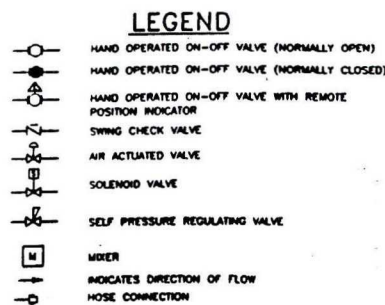 LEGEND
HAND OPERATED ON-OFF VALVE (NORMALLY OPEN)
HAND OPERATED ON-OFF VALVE (NORMALLY CLOSED)
HAND OPERATED ON-OFF VALVE WITH REMOTE
POSITION INDICATOR
SWING CHECK VALVE
AIR ACTUATED VALVE
S
SOLENOID VALVE
SELF PRESSURE REGULATING VALVE
M
MIXER
INDICATES DIRECTION OF FLOW
HOSE CONNECTION